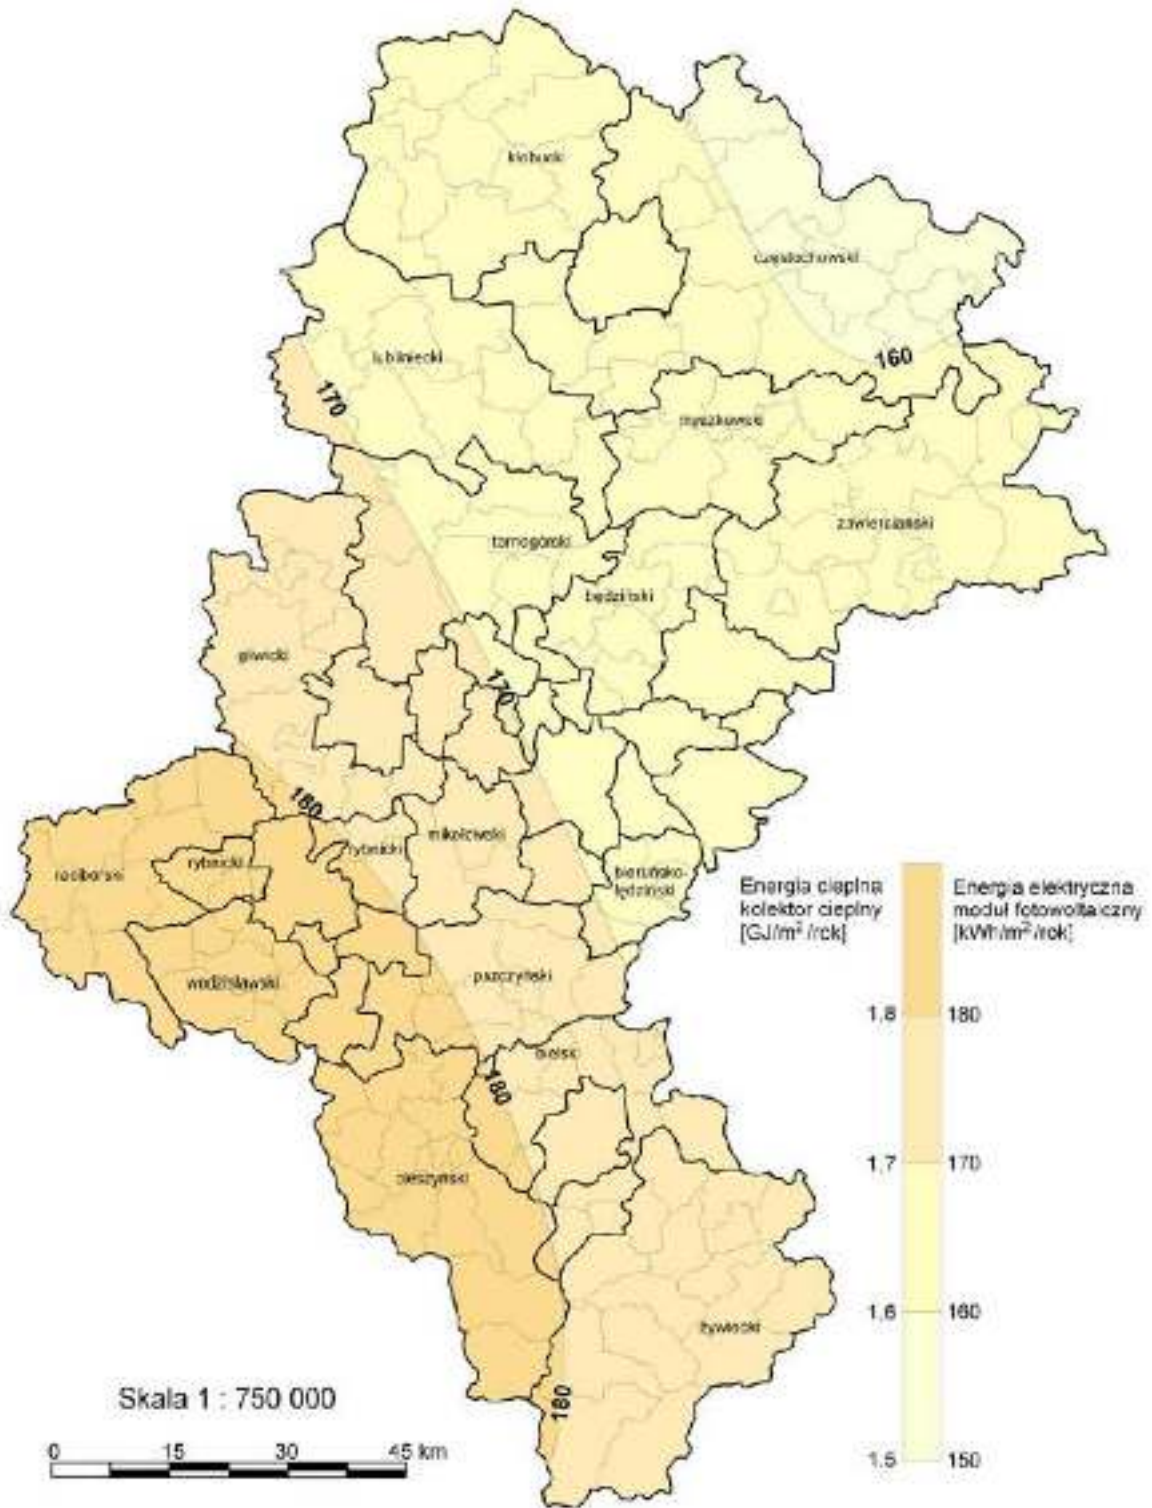 kłobucki
częstochowski
160
lubliniecki
170
myszkowski
zawierciański
tarnogórski
będziński
gliwicki
170
180
mikołowski
rybnicki
rybnicki
raciborski
bieruńsko-
lędziński
Energia cieplna
kolektor cieplny
[GJ/m² /rok]
Energia elektryczna
moduł fotowoltaiczny
[kWh/m² /rok]
wodzisławski
pszczyński
1,8
180
bielski
180
1,7
170
cieszyński
1,6
160
żywiecki
180
Skala 1 : 750 000
0 15 30 45 km
1,5
150